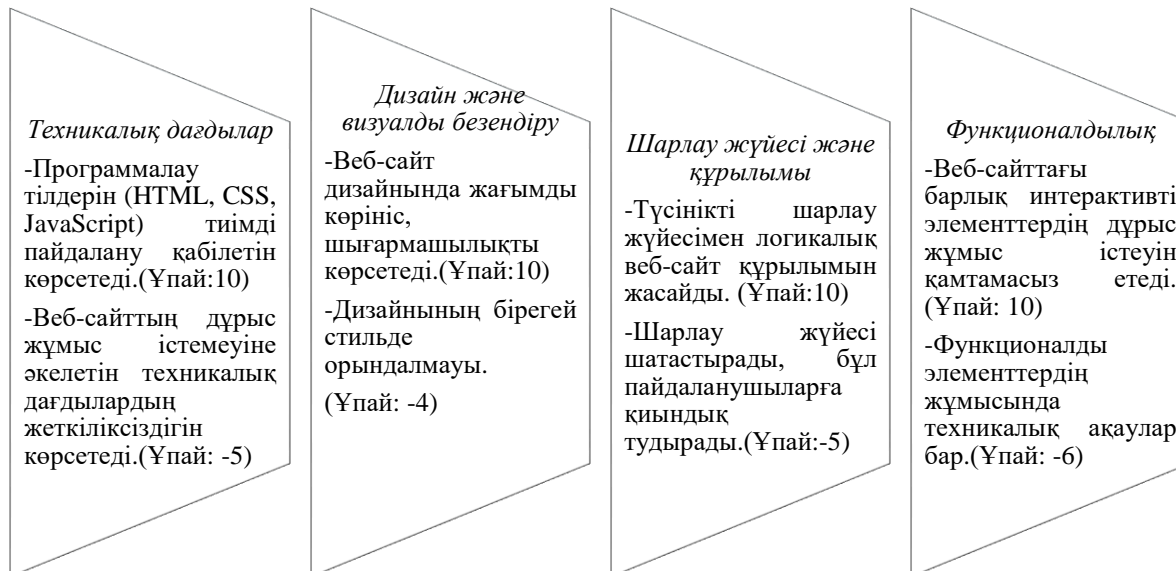 Техникалық дағдылар
-Программалау
тілдерін (HTML, CSS,
JavaScript) тиімді
пайдалану қабілетін
көрсетеді.(Ұпай:10)
-Веб-сайттың дұрыс
жұмыс істемеуіне
әкелетін техникалық
дағдылардың
жеткіліксіздігін
көрсетеді.(Ұпай: -5)
Дизайн және
визуалды безендіру
-Веб-сайт
дизайнында жағымды
көрініс,
шығармашылықты
көрсетеді.(Ұпай:10)
-Дизайнының бірегей
стильде
орындалмауы.
(Ұпай: -4)
Шарлау жүйесі және
құрылымы
-Түсінікті шарлау
жүйесімен логикалық
веб-сайт құрылымын
жасайды. (Ұпай:10)
-Шарлау жүйесі
шатастырады, бұл
пайдаланушыларға
қиындық
тудырады.(Ұпай:-5)
Функционалдылық
-Веб-сайттағы
барлық интерактивті
элементтердің дұрыс
жұмыс істеуін
қамтамасыз етеді.
(Ұпай: 10)
-Функционалды
элементтердің
жұмысында
техникалық ақаулар
бар.(Ұпай: -6)